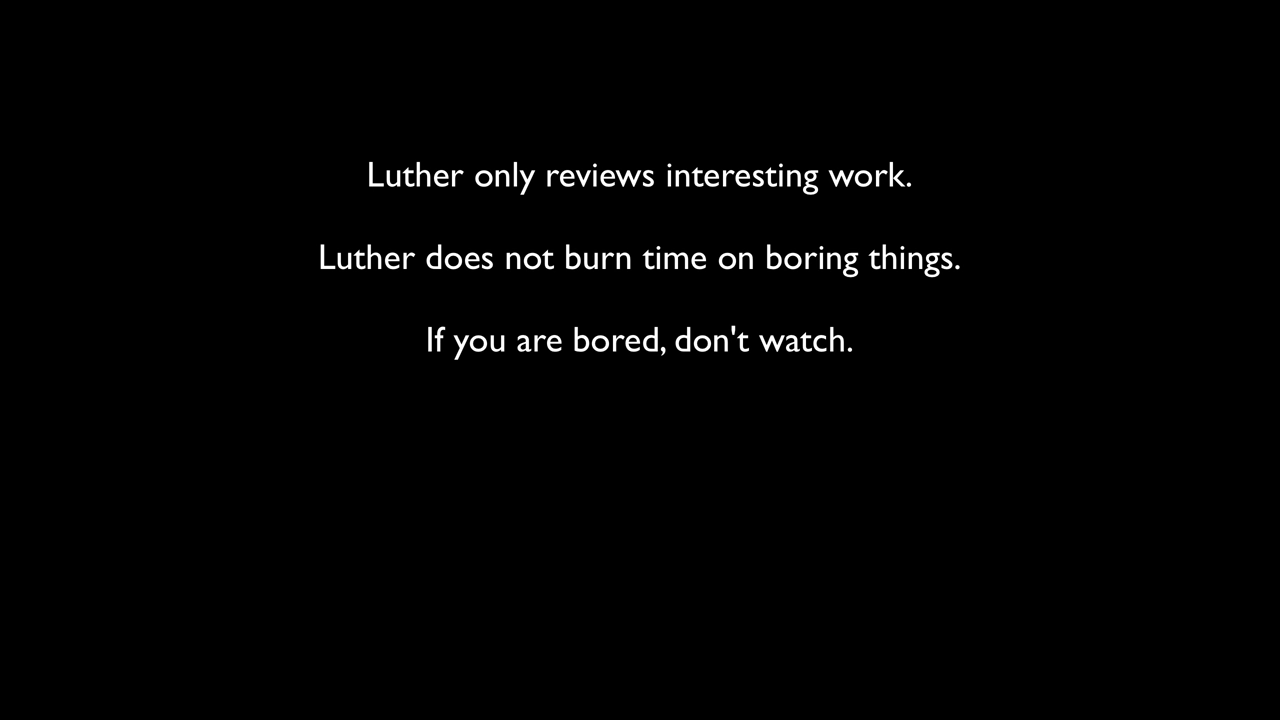 Luther only reviews interesting work.
Luther does not burn time on boring things.
If you are bored, don't watch.